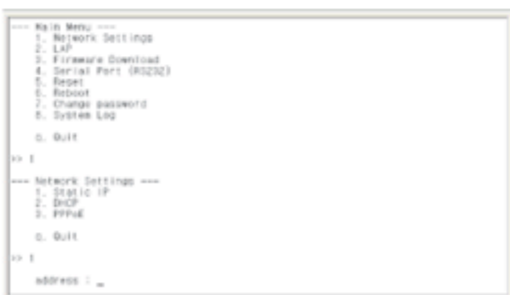 --- Main Menu ---
1. Network Settings
2. LAP
3. Firmware Download
4. Serial Port (RS232)
5. Reset
6. Reboot
7. Change password
8. System Log
q. Quit
>> 1
--- Network Settings ---
1. Static IP
2. DHCP
3. PPPoE
q. Quit
>> 1
address : _